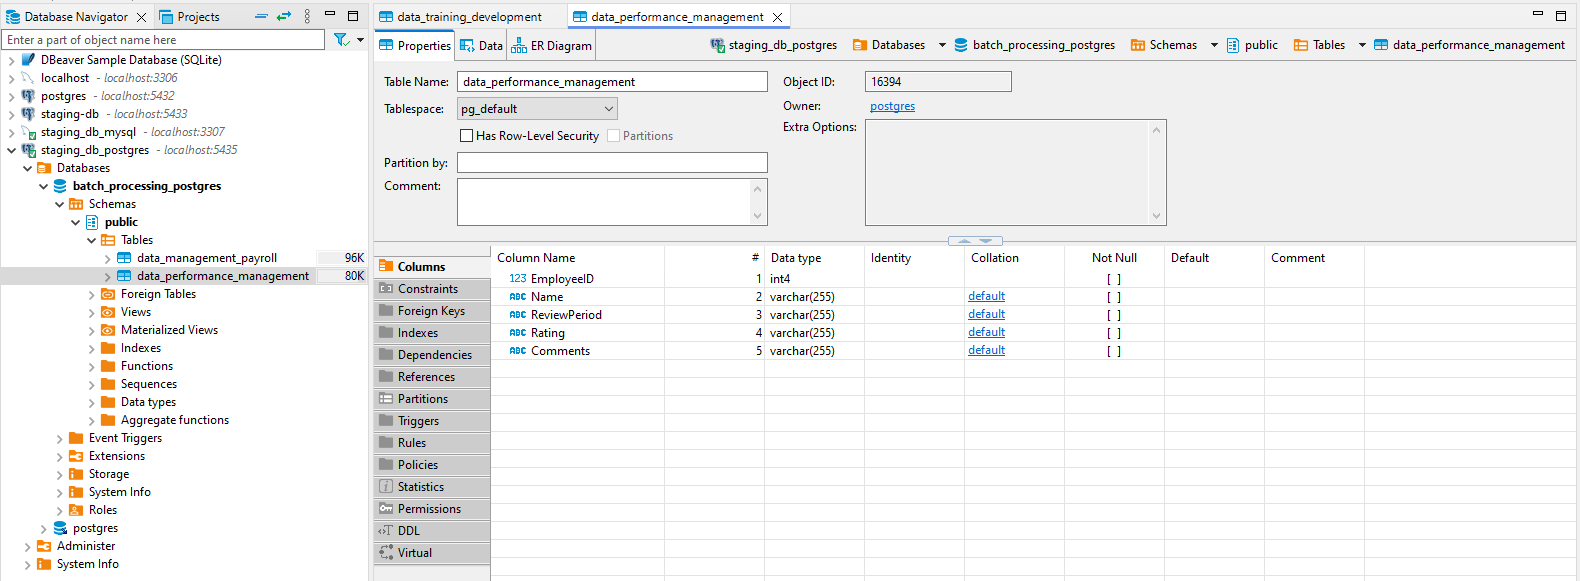 Database Navigator
Projects
Enter a part of object name here
DBeaver Sample Database (SQLite)
localhost - localhost:3306
postgres - localhost:5432
staging-db - localhost:5433
staging_db_mysql - localhost:3307
staging_db_postgres - localhost:5435
Databases
batch_processing_postgres
Schemas
public
Tables
data_management_payroll 96K
data_performance_management 80K
Foreign Tables
Views
Materialized Views
Indexes
Functions
Sequences
Data types
Aggregate functions
Event Triggers
Extensions
Storage
System Info
Roles
postgres
Administer
System Info
data_training_development
data_performance_management
Properties Data ER Diagram
staging_db_postgres Databases batch_processing_postgres Schemas public Tables data_performance_management
Table Name: data_performance_management
Tablespace: pg_default
Has Row-Level Security Partitions
Partition by:
Comment:
Object ID: 16394
Owner: postgres
Extra Options:
Columns
Constraints
Foreign Keys
Indexes
Dependencies
References
Partitions
Triggers
Rules
Policies
Statistics
Permissions
DDL
Virtual
Column Name # Data type Identity Collation Not Null Default Comment
123 EmployeeID 1 int4 [ ]
ABC Name 2 varchar(255) default [ ]
ABC ReviewPeriod 3 varchar(255) default [ ]
ABC Rating 4 varchar(255) default [ ]
ABC Comments 5 varchar(255) default [ ]